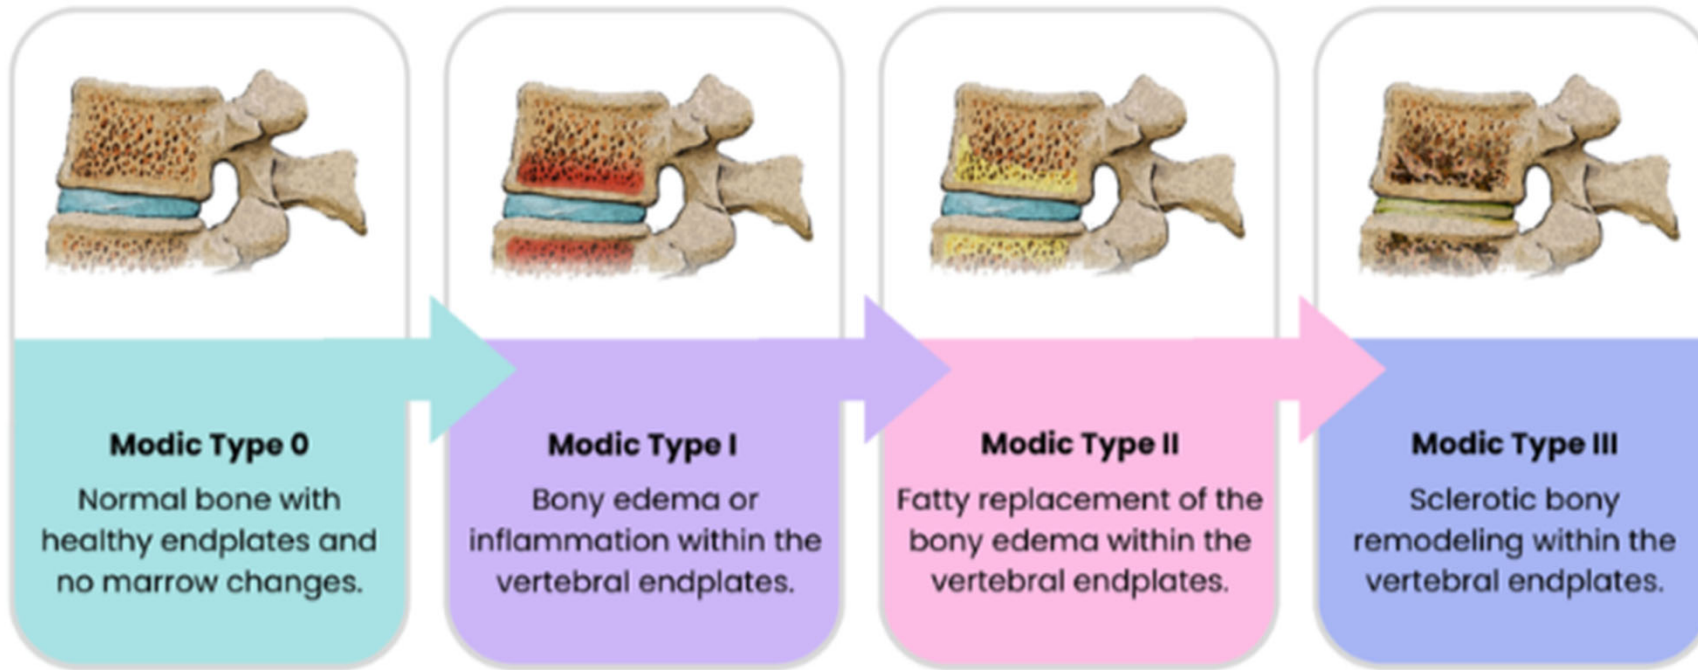 Modic Type 0
Normal bone with
healthy endplates and
no marrow changes.
Modic Type I
Bony edema or
inflammation within the
vertebral endplates.
Modic Type II
Fatty replacement of the
bony edema within the
vertebral endplates.
Modic Type III
Sclerotic bony
remodeling within the
vertebral endplates.